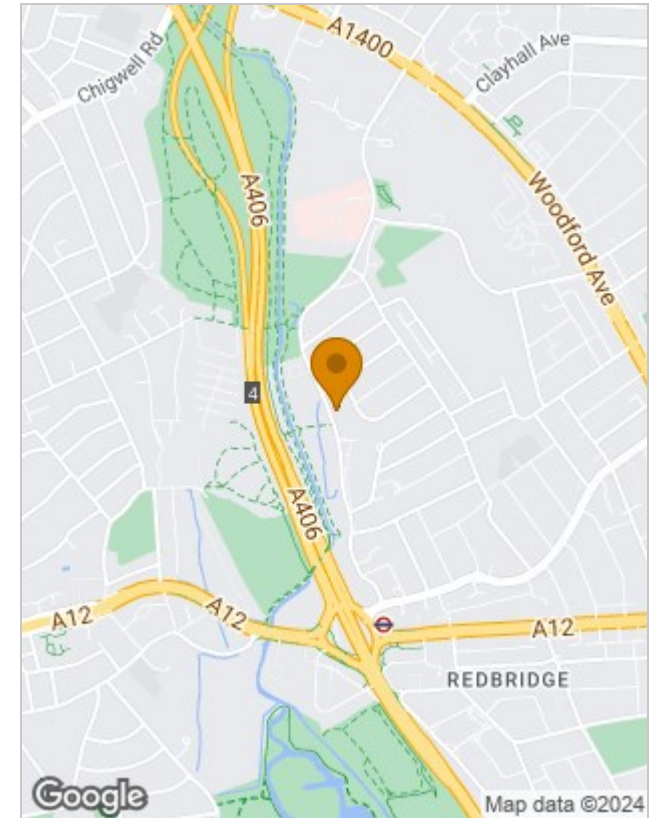 A1400
Clayhall Ave
Chigwell Rd
A406
Woodford Ave
4
A406
A12
A12
A12
REDBRIDGE
Google
Map data ©2024